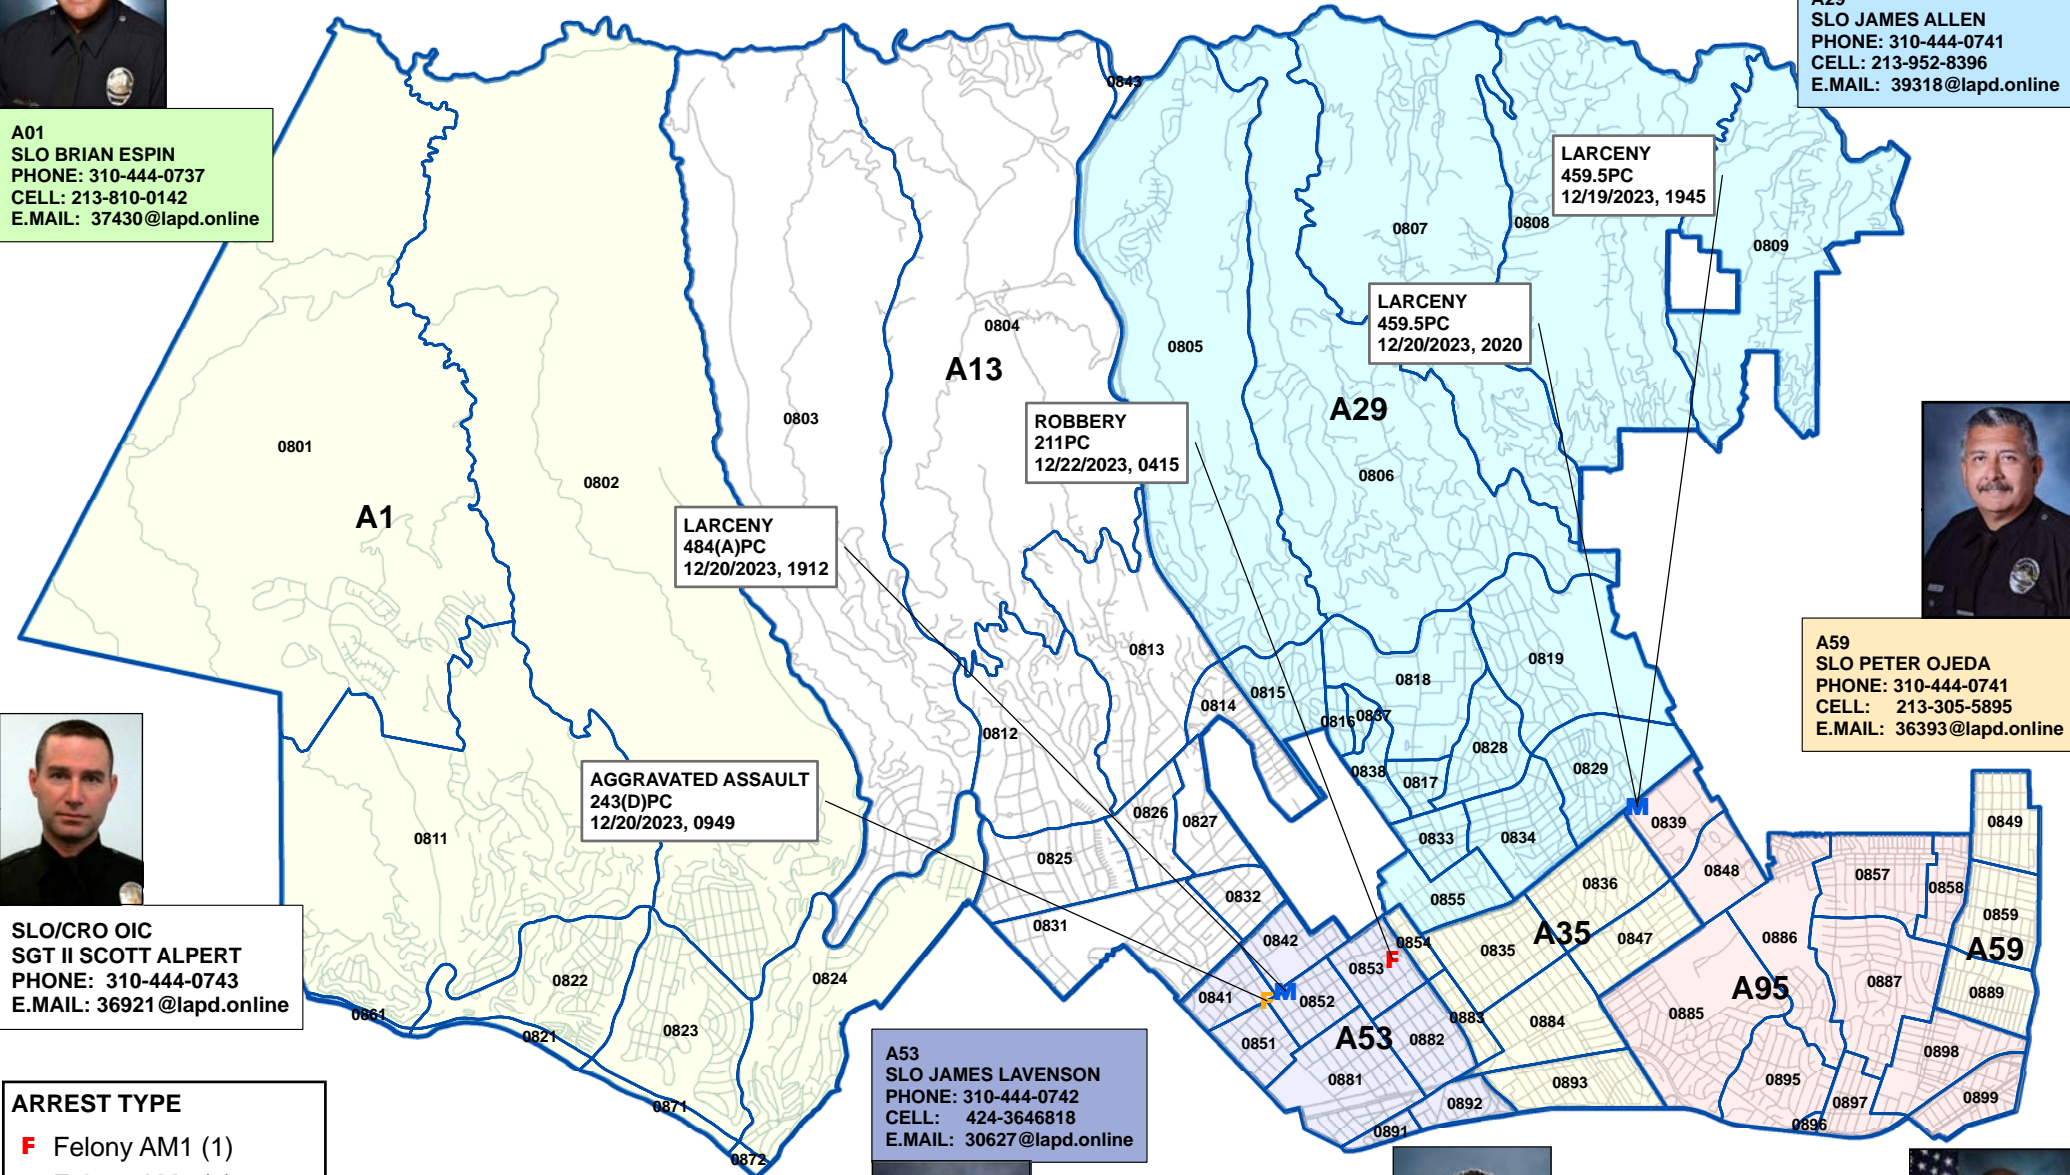 A29
SLO JAMES ALLEN
PHONE: 310-444-0741
CELL: 213-952-8396
E.MAIL: 39318@lapd.online
A01
SLO BRIAN ESPIN
PHONE: 310-444-0737
CELL: 213-810-0142
E.MAIL: 37430@lapd.online
0843
LARCENY
459.5PC
12/19/2023, 1945
0807
0808
0809
LARCENY
459.5PC
12/20/2023, 2020
0804
0805
A13
A29
0803
ROBBERY
211PC
12/22/2023, 0415
0801
0802
0806
A1
LARCENY
484(A)PC
12/20/2023, 1912
A59
SLO PETER OJEDA
PHONE: 310-444-0741
CELL: 213-305-5895
E.MAIL: 36393@lapd.online
0813
0819
0818
0815
0814
0816
0837
0812
0828
0838
0817
0829
AGGRAVATED ASSAULT
243(D)PC
12/20/2023, 0949
0811
0826
0827
0833
0834
M
0839
0849
0825
0848
0857
0858
0836
0832
0855
0859
0831
A35
0842
0854
0835
0847
0886
A59
SLO/CRO OIC
SGT II SCOTT ALPERT
PHONE: 310-444-0743
E.MAIL: 36921@lapd.online
0822
0824
0853
F
0887
A95
0889
0841
F
M
0852
0861
0821
0823
0883
0884
0885
0851
A53
0882
0898
A53
SLO JAMES LAVENSON
PHONE: 310-444-0742
CELL: 424-3646818
E.MAIL: 30627@lapd.online
0881
0893
0895
0871
0892
0897
0899
0891
0896
0872
ARREST TYPE
F Felony AM1 (1)